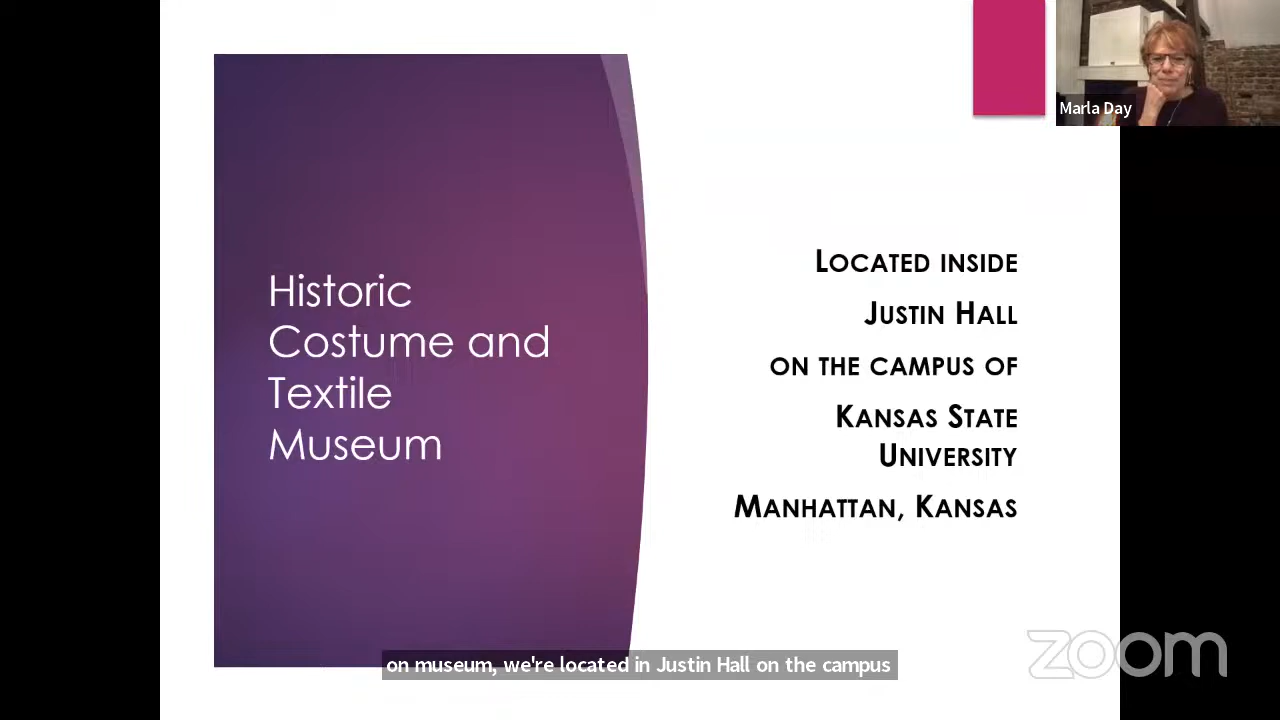 Marla Day
Historic
Costume and
Textile
Museum
LOCATED INSIDE
JUSTIN HALL
ON THE CAMPUS OF
KANSAS STATE
UNIVERSITY
MANHATTAN, KANSAS
on museum, we're located in Justin Hall on the campus
zoom